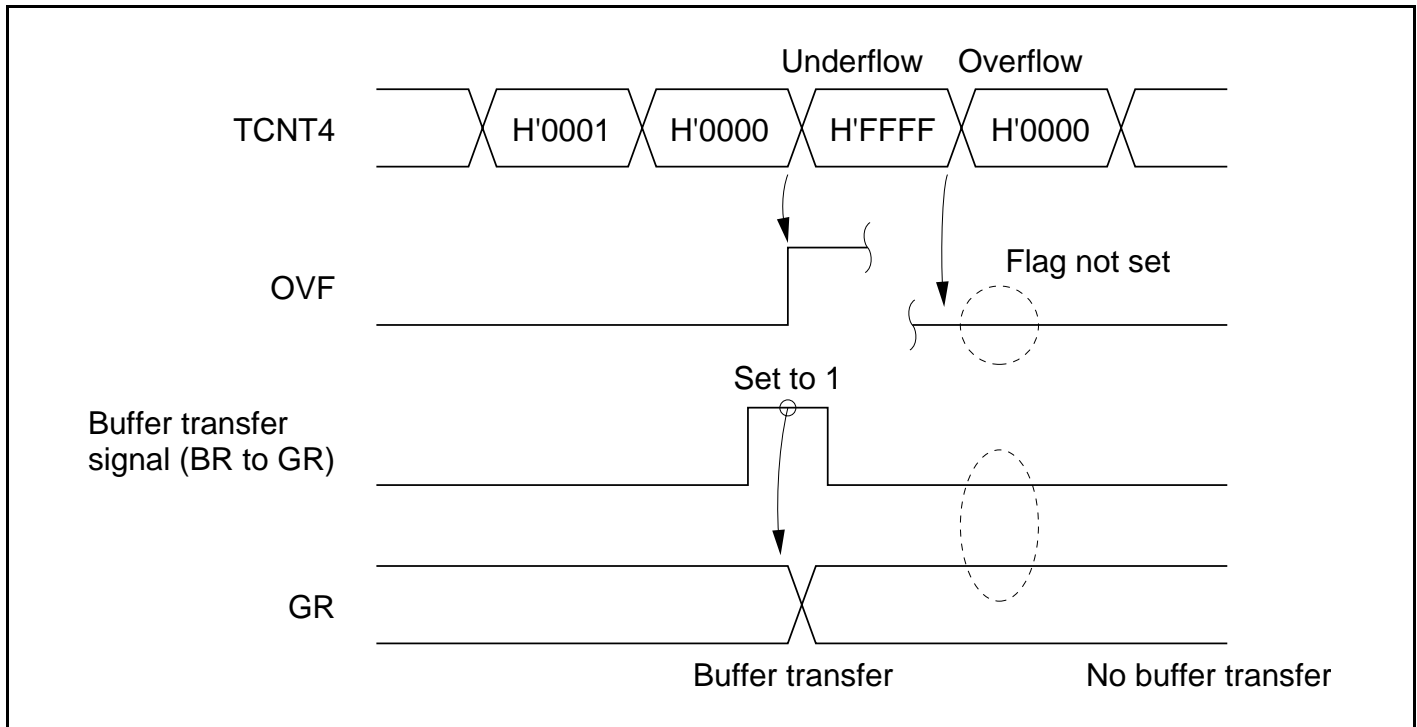 Underflow Overflow
TCNT4 H'0001 H'0000 H'FFFF H'0000
OVF
Flag not set
Set to 1
Buffer transfer
signal (BR to GR)
GR
Buffer transfer No buffer transfer